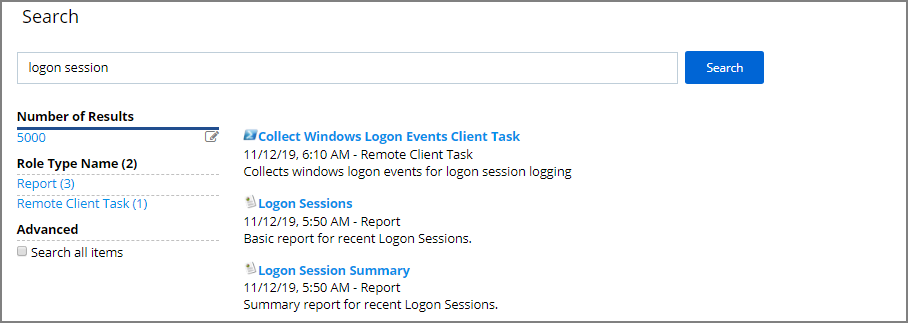 Search
logon session
Search
Number of Results
5000
Role Type Name (2)
Report (3)
Remote Client Task (1)
Advanced
Search all items
Collect Windows Logon Events Client Task
11/12/19, 6:10 AM - Remote Client Task
Collects windows logon events for logon session logging
Logon Sessions
11/12/19, 5:50 AM - Report
Basic report for recent Logon Sessions.
Logon Session Summary
11/12/19, 5:50 AM - Report
Summary report for recent Logon Sessions.